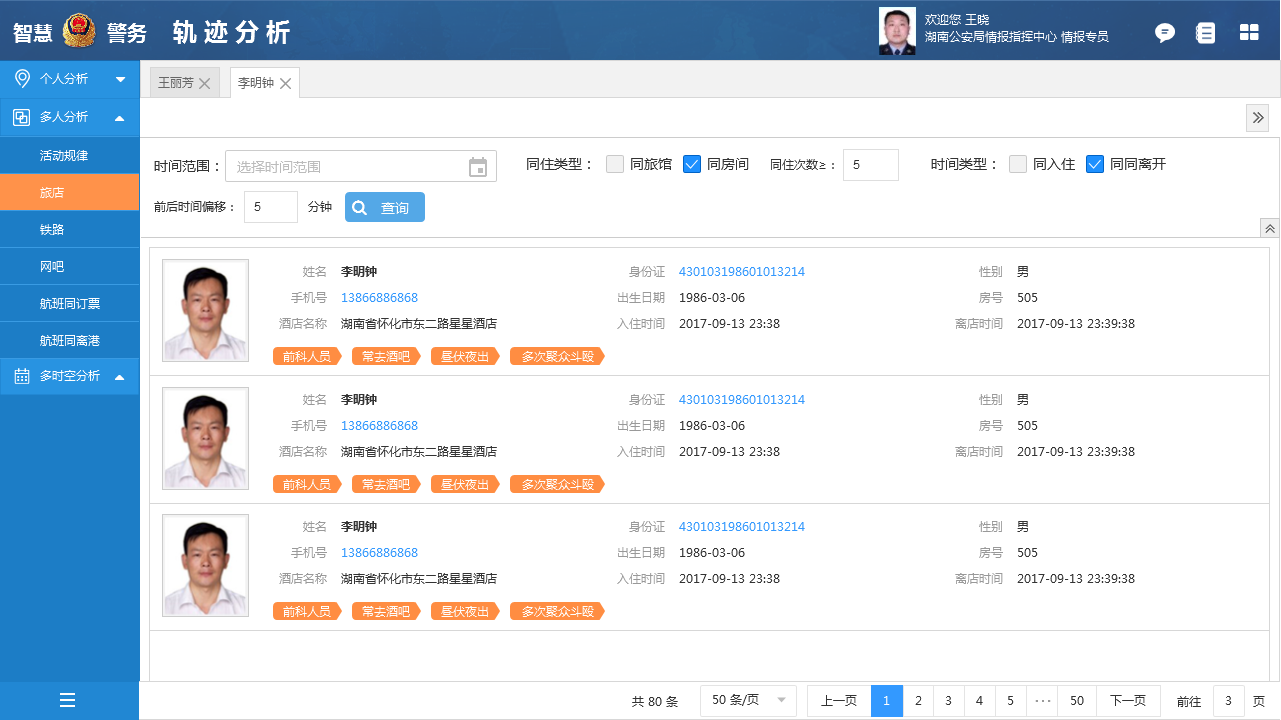 智慧 警务 轨迹分析
欢迎您 王晓
湖南公安局情报指挥中心 情报专员
个人分析
多人分析
活动规律
旅店
铁路
网吧
航班同订票
航班同离港
多时空分析
王丽芳 李明钟
时间范围： 选择时间范围 同住类型： 同旅馆 同房间 同住次数≥： 5 时间类型： 同入住 同同离开
前后时间偏移： 5 分钟 查询
姓名 李明钟 身份证 430103198601013214 性别 男
手机号 13866886868 出生日期 1986-03-06 房号 505
酒店名称 湖南省怀化市东二路星星酒店 入住时间 2017-09-13 23:38 离店时间 2017-09-13 23:39:38
前科人员 常去酒吧 昼伏夜出 多次聚众斗殴
姓名 李明钟 身份证 430103198601013214 性别 男
手机号 13866886868 出生日期 1986-03-06 房号 505
酒店名称 湖南省怀化市东二路星星酒店 入住时间 2017-09-13 23:38 离店时间 2017-09-13 23:39:38
前科人员 常去酒吧 昼伏夜出 多次聚众斗殴
姓名 李明钟 身份证 430103198601013214 性别 男
手机号 13866886868 出生日期 1986-03-06 房号 505
酒店名称 湖南省怀化市东二路星星酒店 入住时间 2017-09-13 23:38 离店时间 2017-09-13 23:39:38
前科人员 常去酒吧 昼伏夜出 多次聚众斗殴
共 80 条 50 条/页 上一页 1 2 3 4 5 ··· 50 下一页 前往 3 页